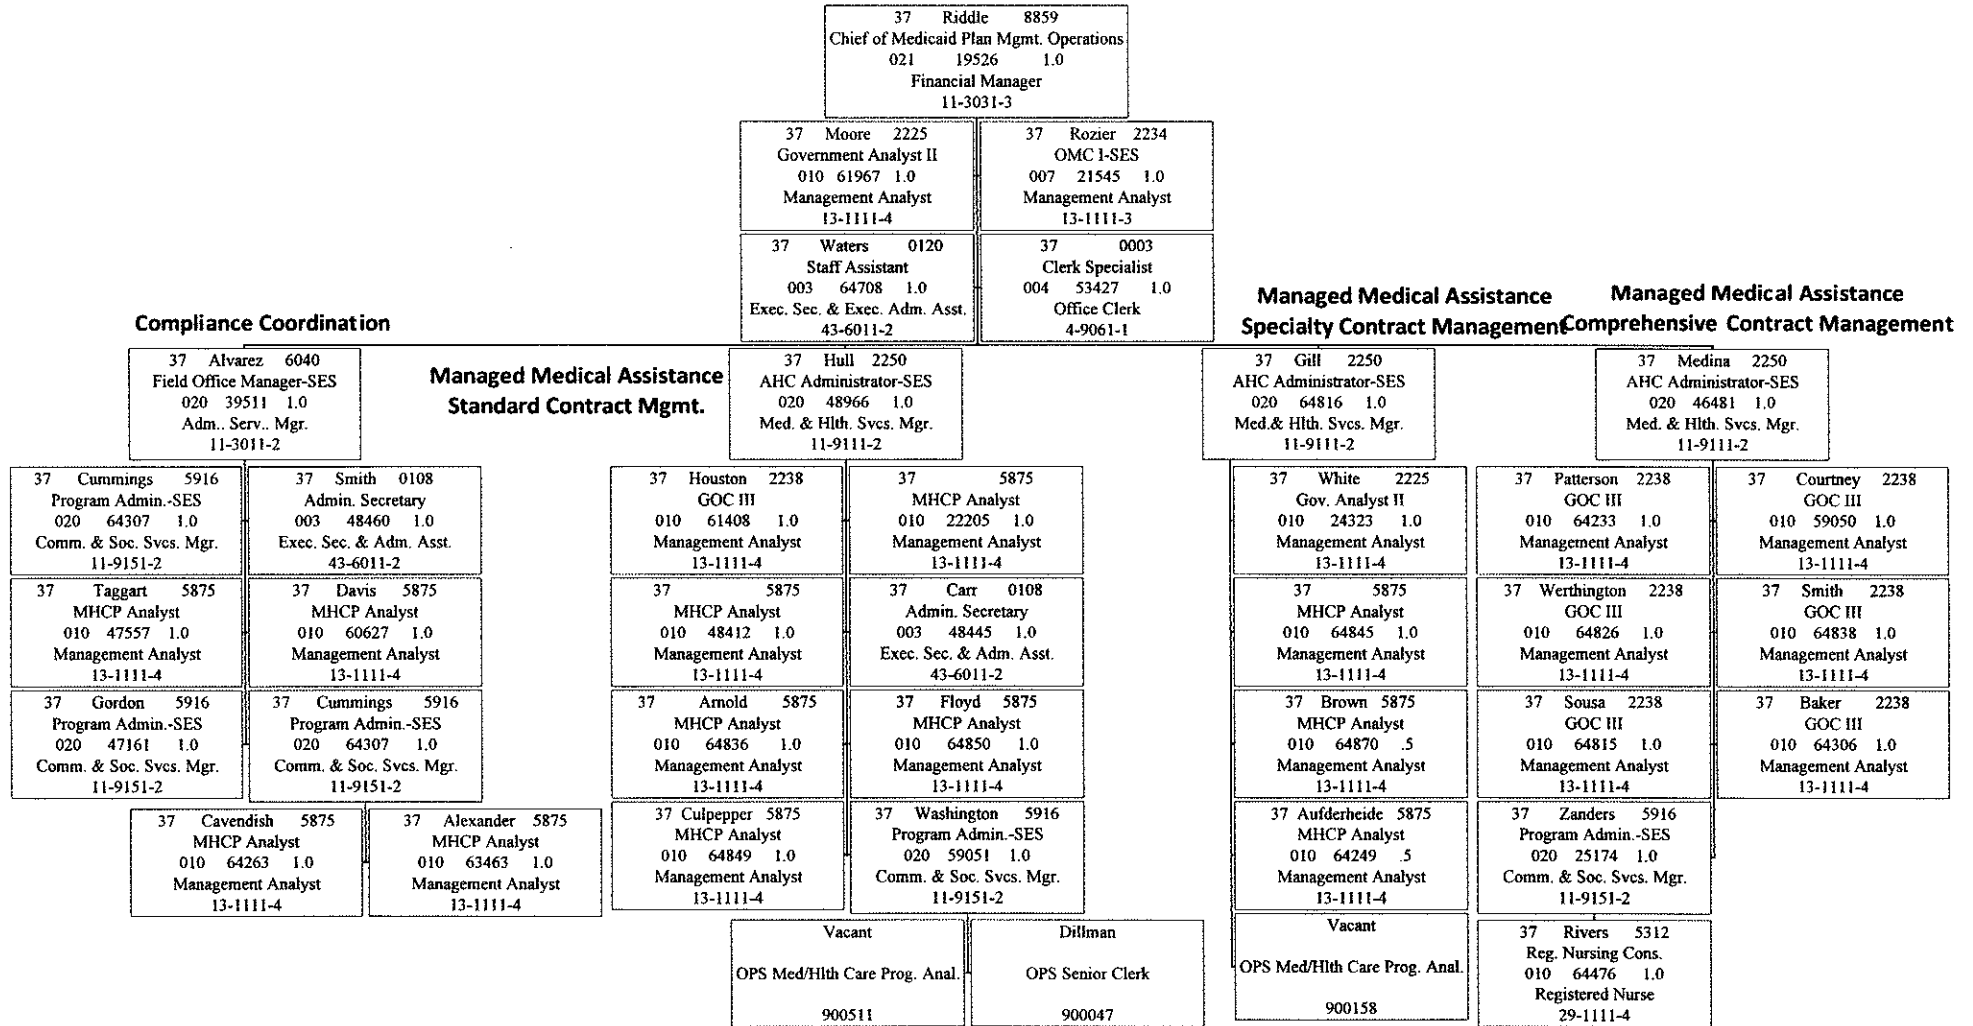 37 Riddle 8859
Chief of Medicaid Plan Mgmt. Operations
021 19526 1.0
Financial Manager
11-3031-3
37 Moore 2225
Government Analyst II
010 61967 1.0
Management Analyst
13-1111-4
37 Rozier 2234
OMC I-SES
007 21545 1.0
Management Analyst
13-1111-3
37 Waters 0120
Staff Assistant
003 64708 1.0
Exec. Sec. & Exec. Adm. Asst.
43-6011-2
37 0003
Clerk Specialist
004 53427 1.0
Office Clerk
4-9061-1
Compliance Coordination
37 Alvarez 6040
Field Office Manager-SES
020 39511 1.0
Adm.. Serv.. Mgr.
11-3011-2
Managed Medical Assistance
Standard Contract Mgmt.
37 Hull 2250
AHC Administrator-SES
020 48966 1.0
Med. & Hlth. Svcs. Mgr.
11-9111-2
Managed Medical Assistance
Specialty Contract Management
37 Gill 2250
AHC Administrator-SES
020 64816 1.0
Med.& Hlth. Svcs. Mgr.
11-9111-2
Managed Medical Assistance
Comprehensive Contract Management
37 Medina 2250
AHC Administrator-SES
020 46481 1.0
Med. & Hlth. Svcs. Mgr.
11-9111-2
37 Cummings 5916
Program Admin.-SES
020 64307 1.0
Comm. & Soc. Svcs. Mgr.
11-9151-2
37 Smith 0108
Admin. Secretary
003 48460 1.0
Exec. Sec. & Adm. Asst.
43-6011-2
37 Taggart 5875
MHCP Analyst
010 47557 1.0
Management Analyst
13-1111-4
37 Davis 5875
MHCP Analyst
010 60627 1.0
Management Analyst
13-1111-4
37 Gordon 5916
Program Admin.-SES
020 47161 1.0
Comm. & Soc. Svcs. Mgr.
11-9151-2
37 Cummings 5916
Program Admin.-SES
020 64307 1.0
Comm. & Soc. Svcs. Mgr.
11-9151-2
37 Cavendish 5875
MHCP Analyst
010 64263 1.0
Management Analyst
13-1111-4
37 Alexander 5875
MHCP Analyst
010 63463 1.0
Management Analyst
13-1111-4
37 Houston 2238
GOC III
010 61408 1.0
Management Analyst
13-1111-4
37 5875
MHCP Analyst
010 22205 1.0
Management Analyst
13-1111-4
37 5875
MHCP Analyst
010 48412 1.0
Management Analyst
13-1111-4
37 Carr 0108
Admin. Secretary
003 48445 1.0
Exec. Sec. & Adm. Asst.
43-6011-2
37 Arnold 5875
MHCP Analyst
010 64836 1.0
Management Analyst
13-1111-4
37 Floyd 5875
MHCP Analyst
010 64850 1.0
Management Analyst
13-1111-4
37 Culpepper 5875
MHCP Analyst
010 64849 1.0
Management Analyst
13-1111-4
37 Washington 5916
Program Admin.-SES
020 59051 1.0
Comm. & Soc. Svcs. Mgr.
11-9151-2
Vacant
OPS Med/Hlth Care Prog. Anal.
900511
Dillman
OPS Senior Clerk
900047
37 White 2225
Gov. Analyst II
010 24323 1.0
Management Analyst
13-1111-4
37 5875
MHCP Analyst
010 64845 1.0
Management Analyst
13-1111-4
37 Brown 5875
MHCP Analyst
010 64870 .5
Management Analyst
13-1111-4
37 Aufderheide 5875
MHCP Analyst
010 64249 .5
Management Analyst
13-1111-4
Vacant
OPS Med/Hlth Care Prog. Anal.
900158
37 Patterson 2238
GOC III
010 64233 1.0
Management Analyst
13-1111-4
37 Courtney 2238
GOC III
010 59050 1.0
Management Analyst
13-1111-4
37 Werthington 2238
GOC III
010 64826 1.0
Management Analyst
13-1111-4
37 Smith 2238
GOC III
010 64838 1.0
Management Analyst
13-1111-4
37 Sousa 2238
GOC III
010 64815 1.0
Management Analyst
13-1111-4
37 Baker 2238
GOC III
010 64306 1.0
Management Analyst
13-1111-4
37 Zanders 5916
Program Admin.-SES
020 25174 1.0
Comm. & Soc. Svcs. Mgr.
11-9151-2
37 Rivers 5312
Reg. Nursing Cons.
010 64476 1.0
Registered Nurse
29-1111-4